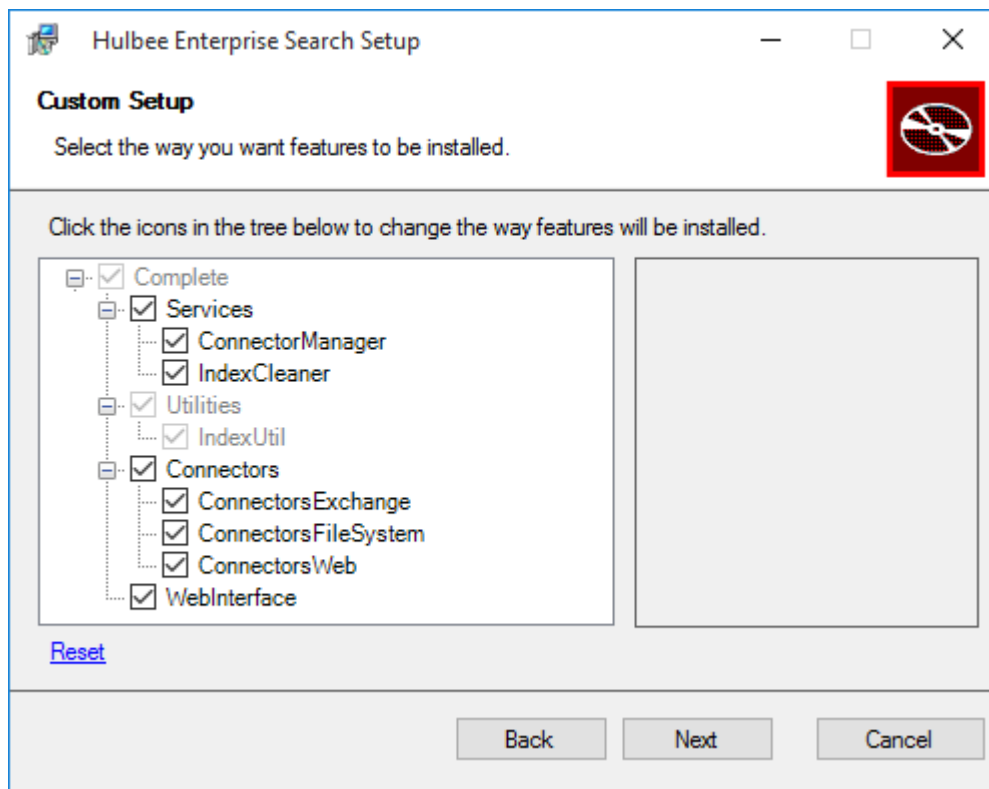 Hulbee Enterprise Search Setup
Custom Setup
Select the way you want features to be installed.
Click the icons in the tree below to change the way features will be installed.
Complete
Services
ConnectorManager
IndexCleaner
Utilities
IndexUtil
Connectors
ConnectorsExchange
ConnectorsFileSystem
ConnectorsWeb
WebInterface
Reset
Back Next Cancel